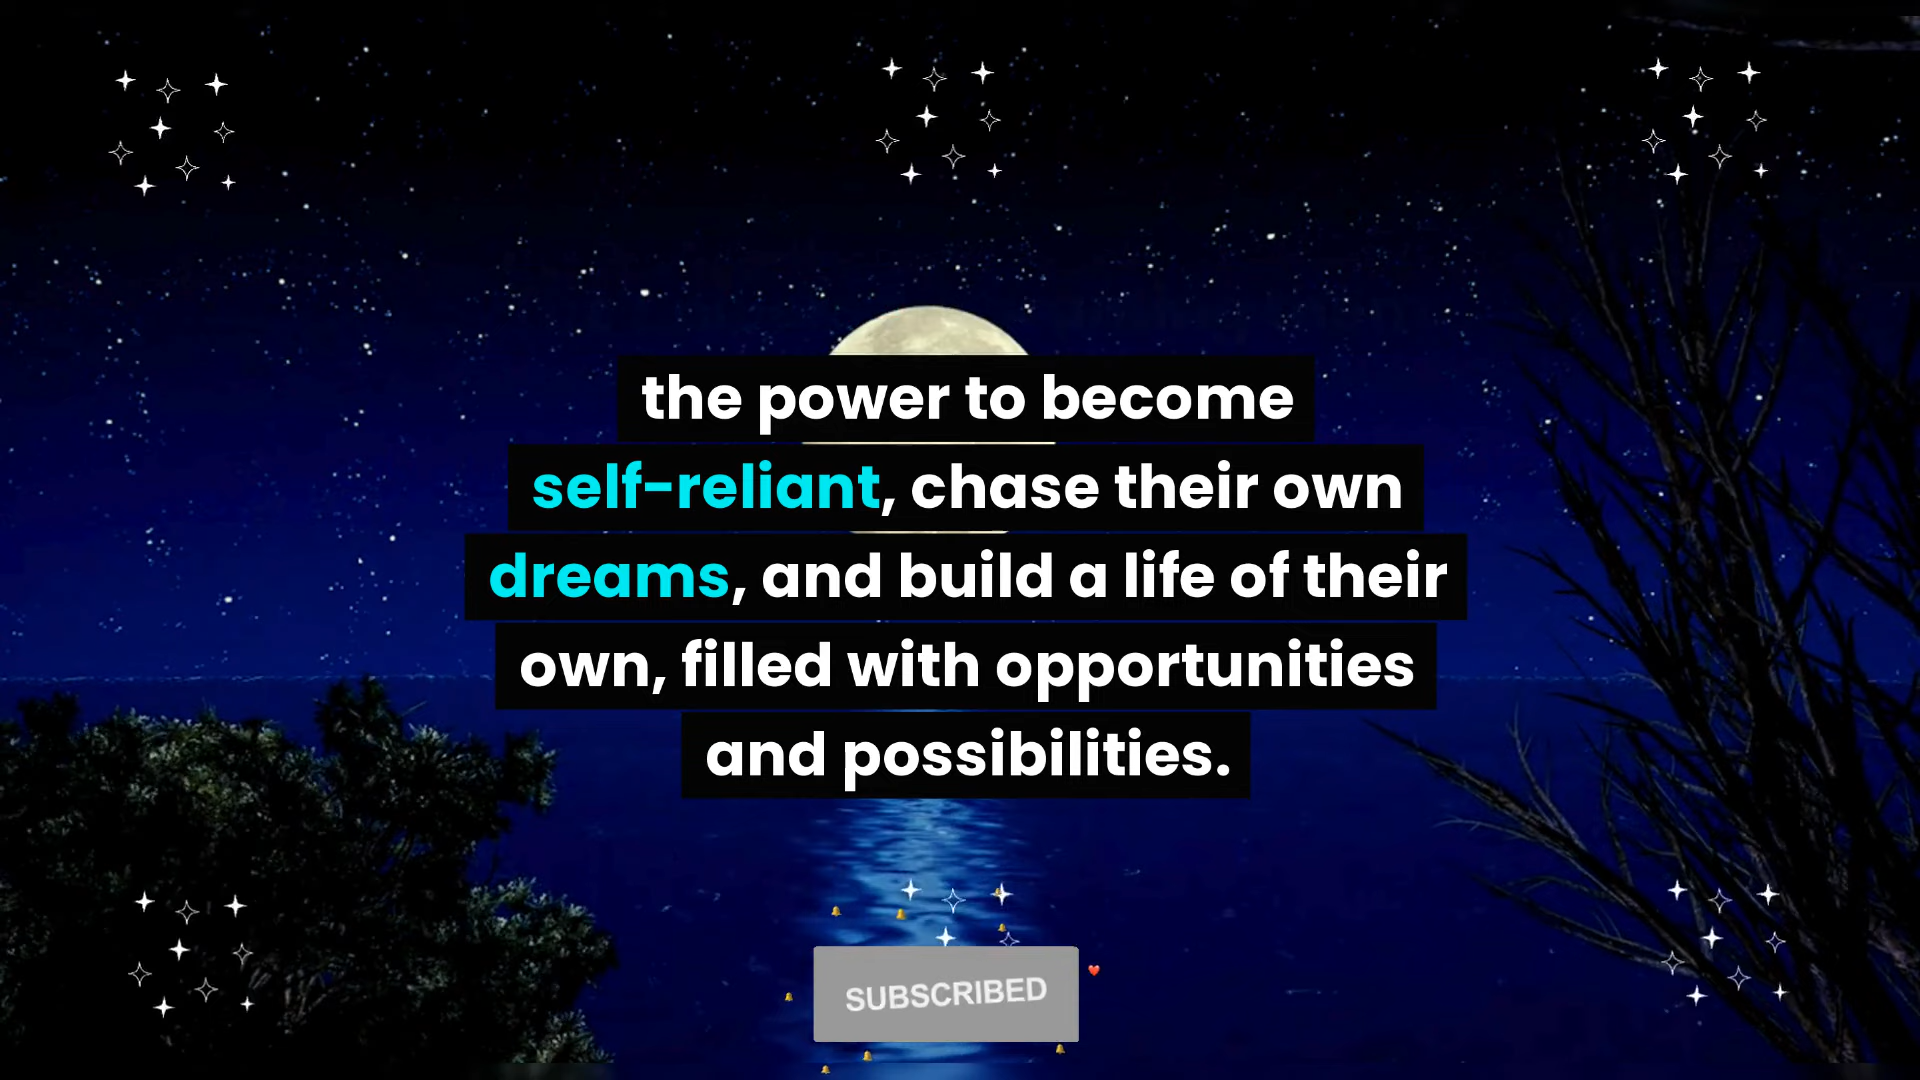 the power to become
self-reliant, chase their own
dreams, and build a life of their
own, filled with opportunities
and possibilities.
SUBSCRIBED